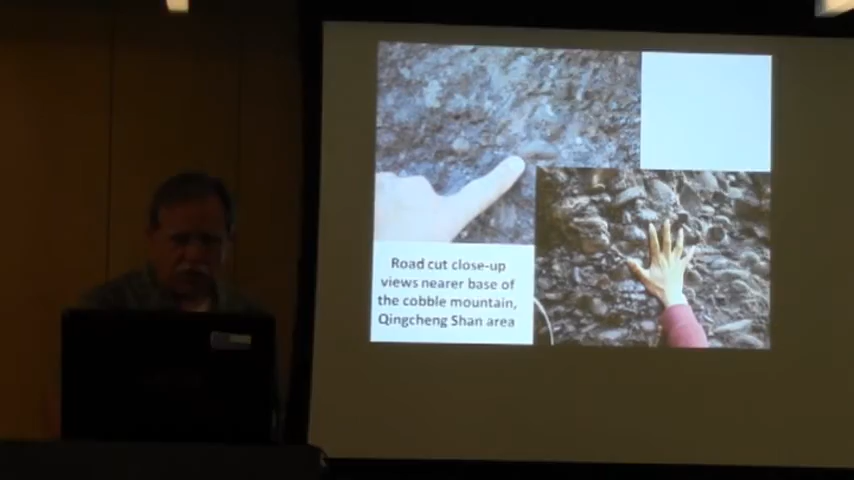 Road cut close-up
views nearer base of
the cobble mountain,
Qingcheng Shan area